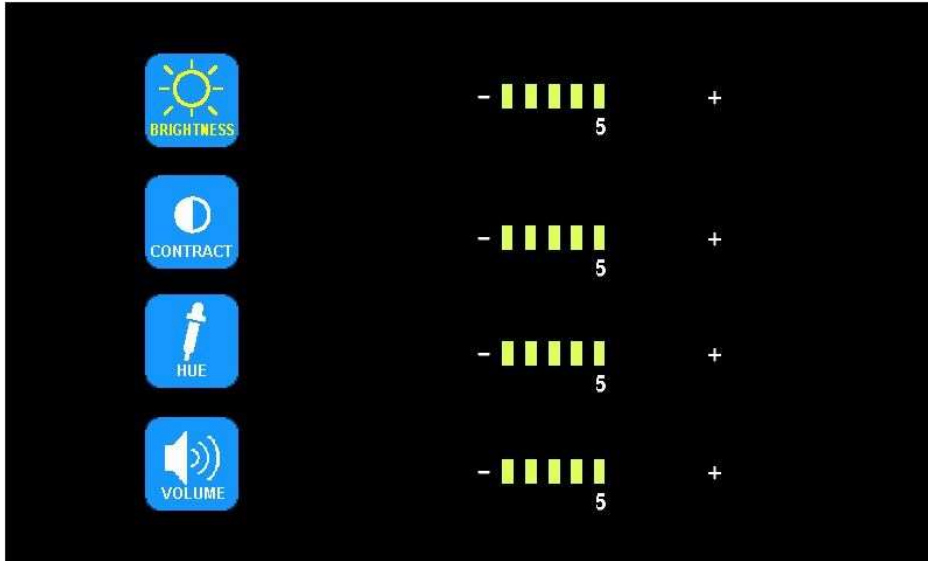 BRIGHTNESS
- +
5
CONTRACT
- +
5
HUE
- +
5
VOLUME
- +
5